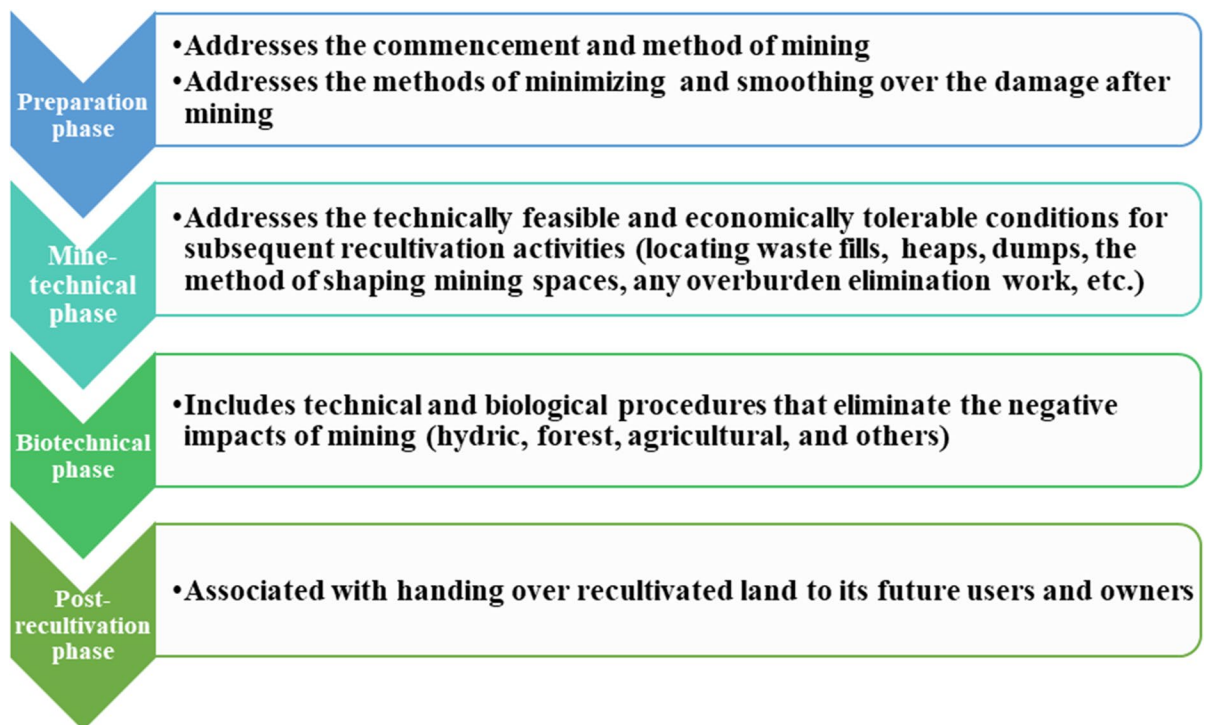 Preparation
phase
•Addresses the commencement and method of mining
•Addresses the methods of minimizing and smoothing over the damage after
mining
Mine-
technical
phase
•Addresses the technically feasible and economically tolerable conditions for
subsequent recultivation activities (locating waste fills, heaps, dumps, the
method of shaping mining spaces, any overburden elimination work, etc.)
Biotechnical
phase
•Includes technical and biological procedures that eliminate the negative
impacts of mining (hydric, forest, agricultural, and others)
Post-
recultivation
phase
•Associated with handing over recultivated land to its future users and owners